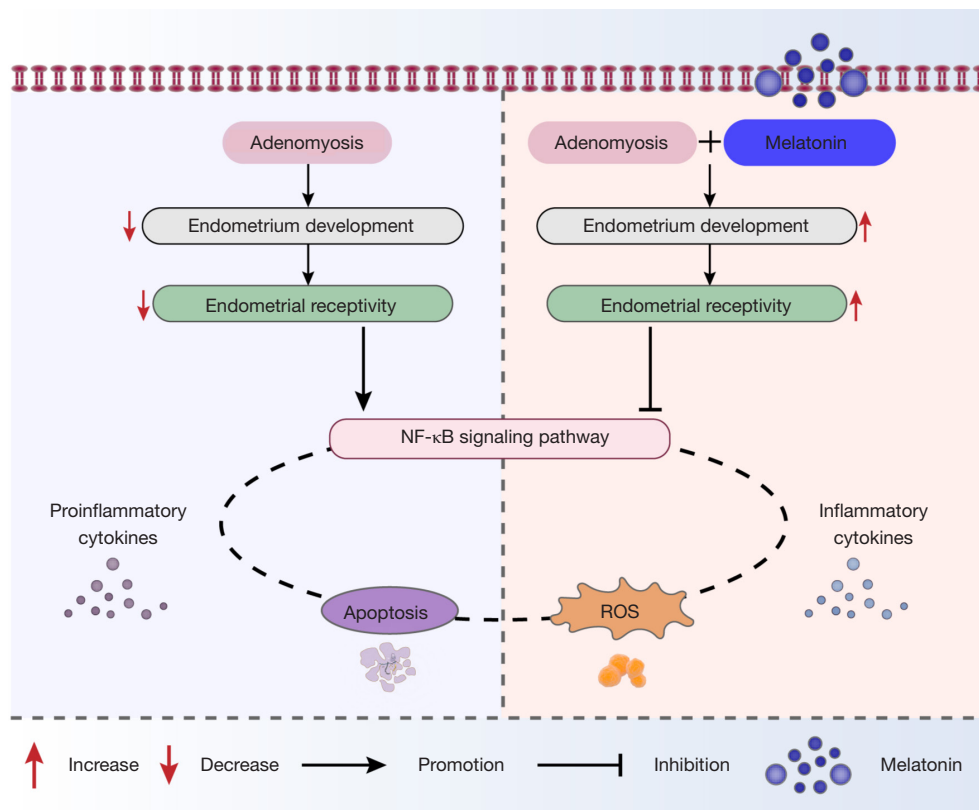 Adenomyosis
Endometrium development
Endometrial receptivity
Adenomyosis
+
Melatonin
Endometrium development
Endometrial receptivity
NF-κB signaling pathway
Proinflammatory
cytokines
Apoptosis
ROS
Inflammatory
cytokines
Increase
Decrease
Promotion
Inhibition
Melatonin